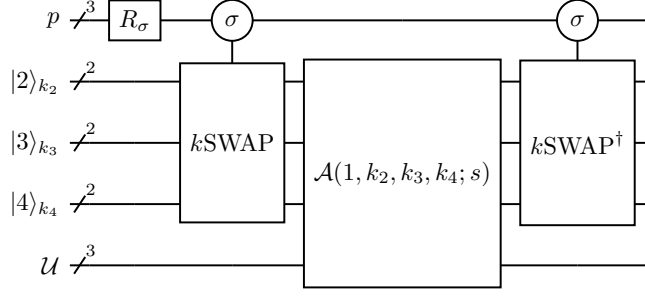 p 3 R_σ σ σ
|2⟩_{k_2} 2
|3⟩_{k_3} 2 kSWAP kSWAP^†
A(1, k_2, k_3, k_4; s)
|4⟩_{k_4} 2
U 3